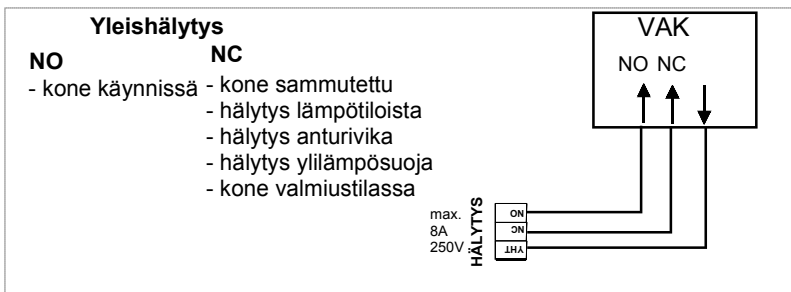 Yleishälytys
NO
- kone käynnissä
NC
- kone sammutettu
- hälytys lämpötiloista
- hälytys anturivika
- hälytys ylilämpösuoja
- kone valmiustilassa
VAK
NO NC
max.
8A
250V
HÄLYTYS
NO
NC
YHT